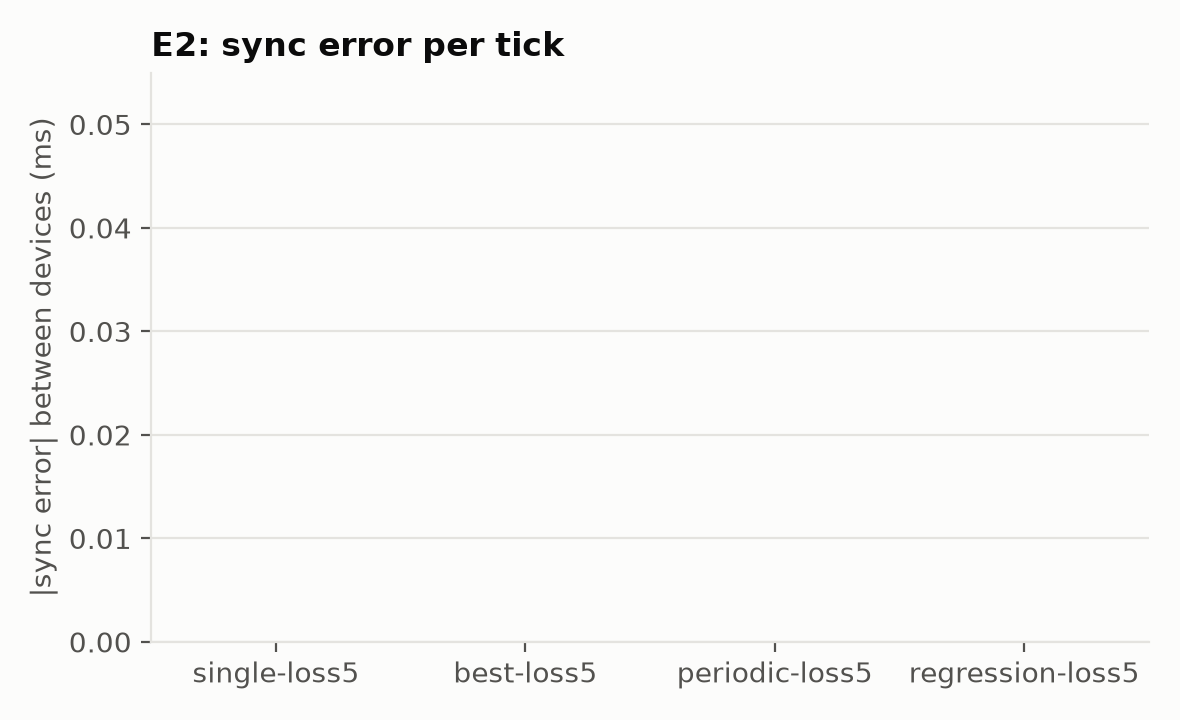 E2: sync error per tick
|sync error| between devices (ms)
0.05
0.04
0.03
0.02
0.01
0.00
single-loss5 best-loss5 periodic-loss5 regression-loss5